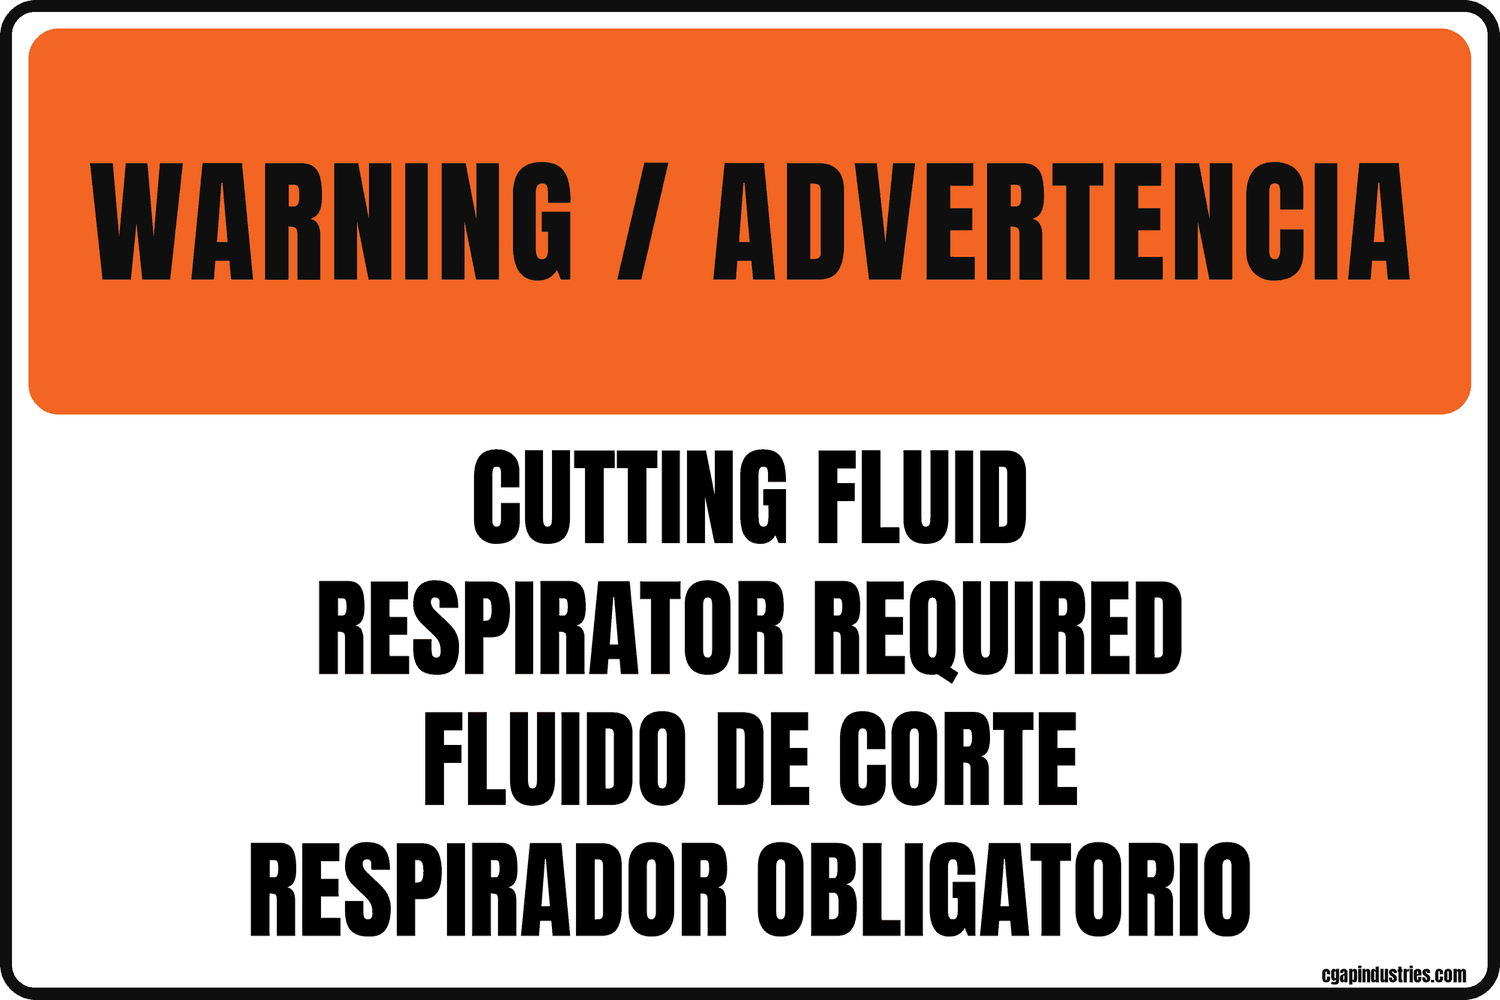 WARNING / ADVERTENCIA
CUTTING FLUID
RESPIRATOR REQUIRED
FLUIDO DE CORTE
RESPIRADOR OBLIGATORIO
cgapindustries.com